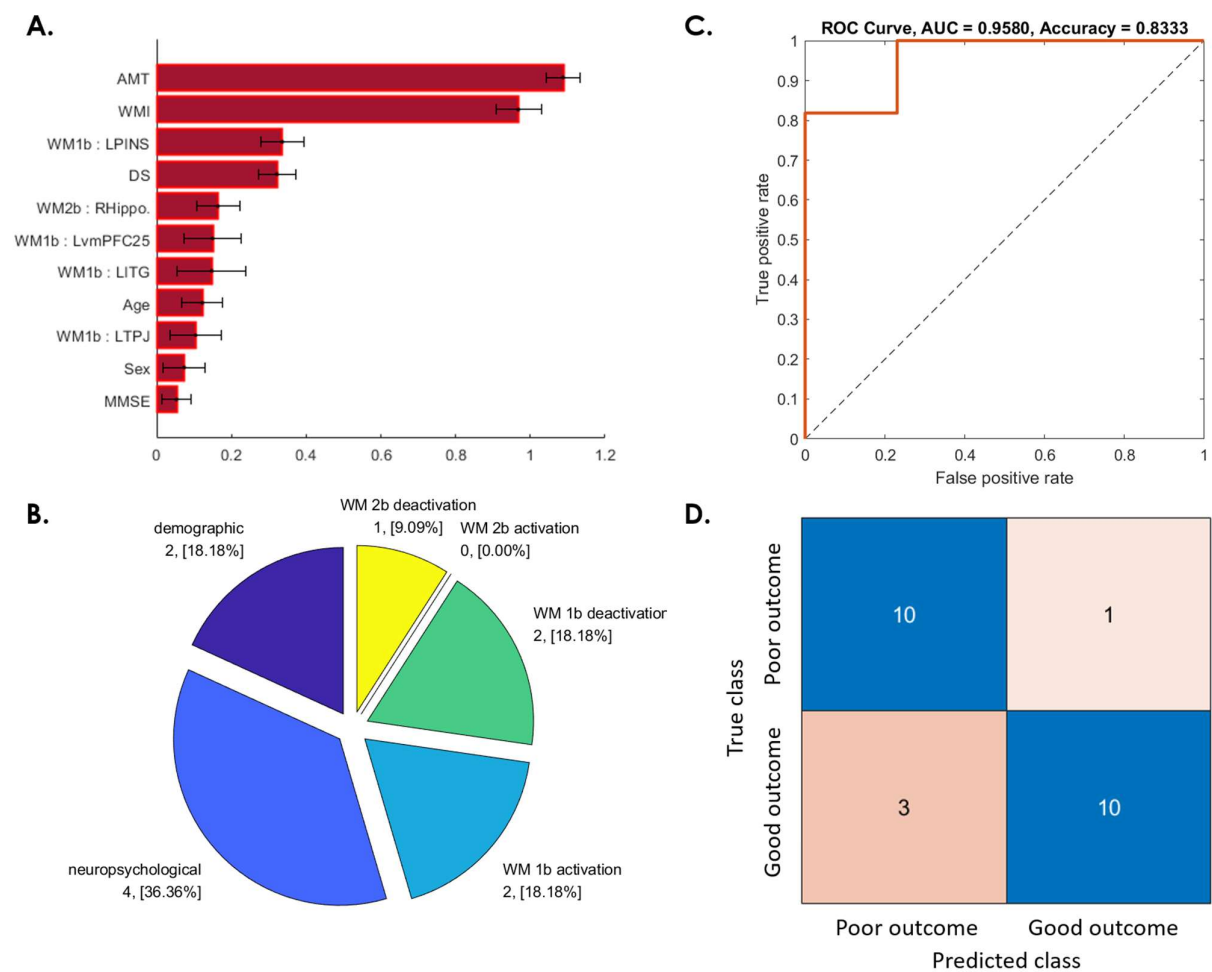 A.
AMT
WMI
WM1b : LPINS
DS
WM2b : RHippo.
WM1b : LvmPFC25
WM1b : LITG
Age
WM1b : LTPJ
Sex
MMSE
0 0.2 0.4 0.6 0.8 1 1.2
B.
WM 2b deactivation
1, [9.09%]
WM 2b activation
0, [0.00%]
demographic
2, [18.18%]
WM 1b deactivation
2, [18.18%]
neuropsychological
4, [36.36%]
WM 1b activation
2, [18.18%]
C.
ROC Curve, AUC = 0.9580, Accuracy = 0.8333
True positive rate
1
0.9
0.8
0.7
0.6
0.5
0.4
0.3
0.2
0.1
0
0 0.2 0.4 0.6 0.8 1
False positive rate
D.
True class
Poor outcome
10 1
Good outcome
3 10
Poor outcome Good outcome
Predicted class